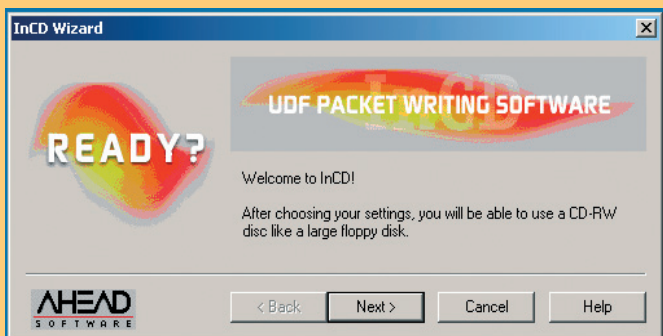 InCD Wizard
READY?
InCD
UDF PACKET WRITING SOFTWARE
Welcome to InCD!
After choosing your settings, you will be able to use a CD-RW
disc like a large floppy disk.
AHEAD
SOFTWARE
< Back
Next >
Cancel
Help